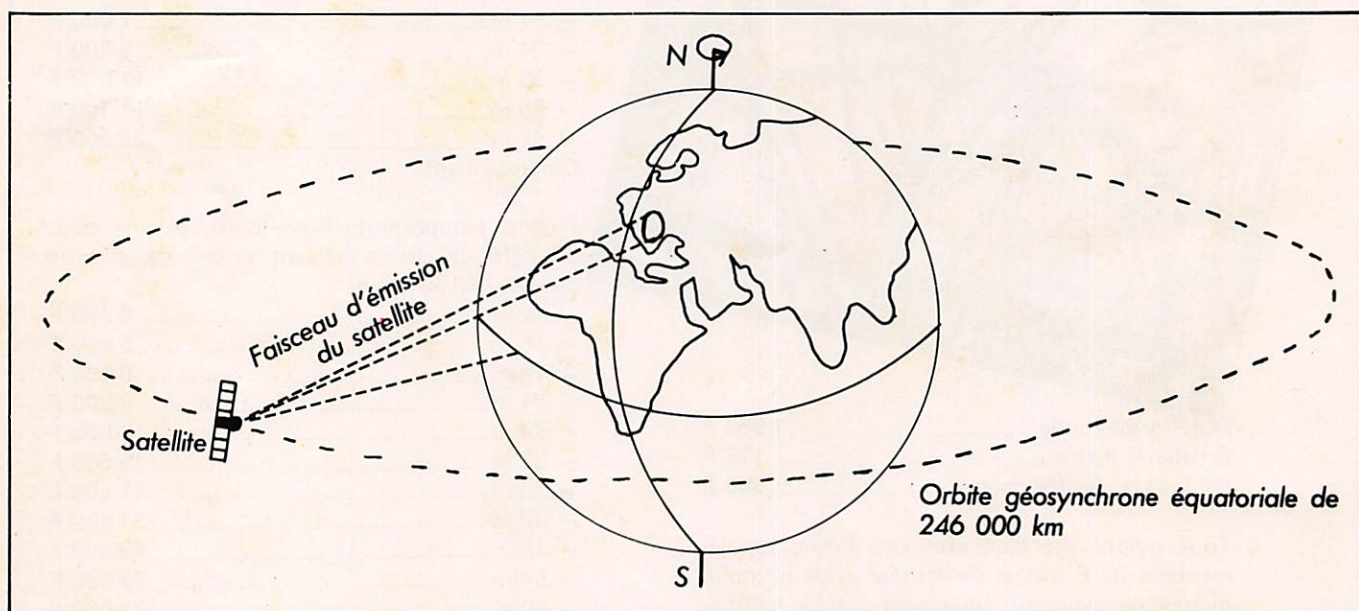 N
Faisceau d'émission
du satellite
Satellite
Orbite géosynchrone équatoriale de
246 000 km
S